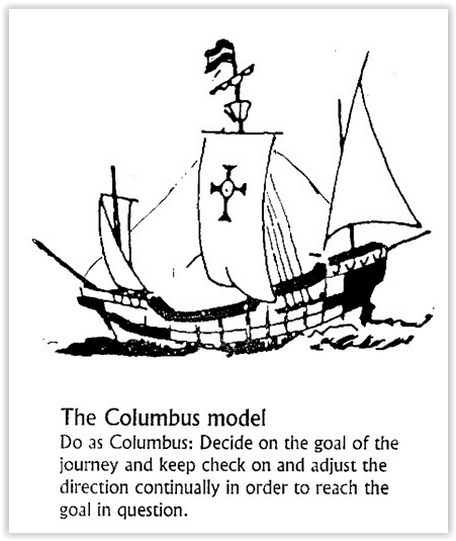 The Columbus model
Do as Columbus: Decide on the goal of the
journey and keep check on and adjust the
direction continually in order to reach the
goal in question.